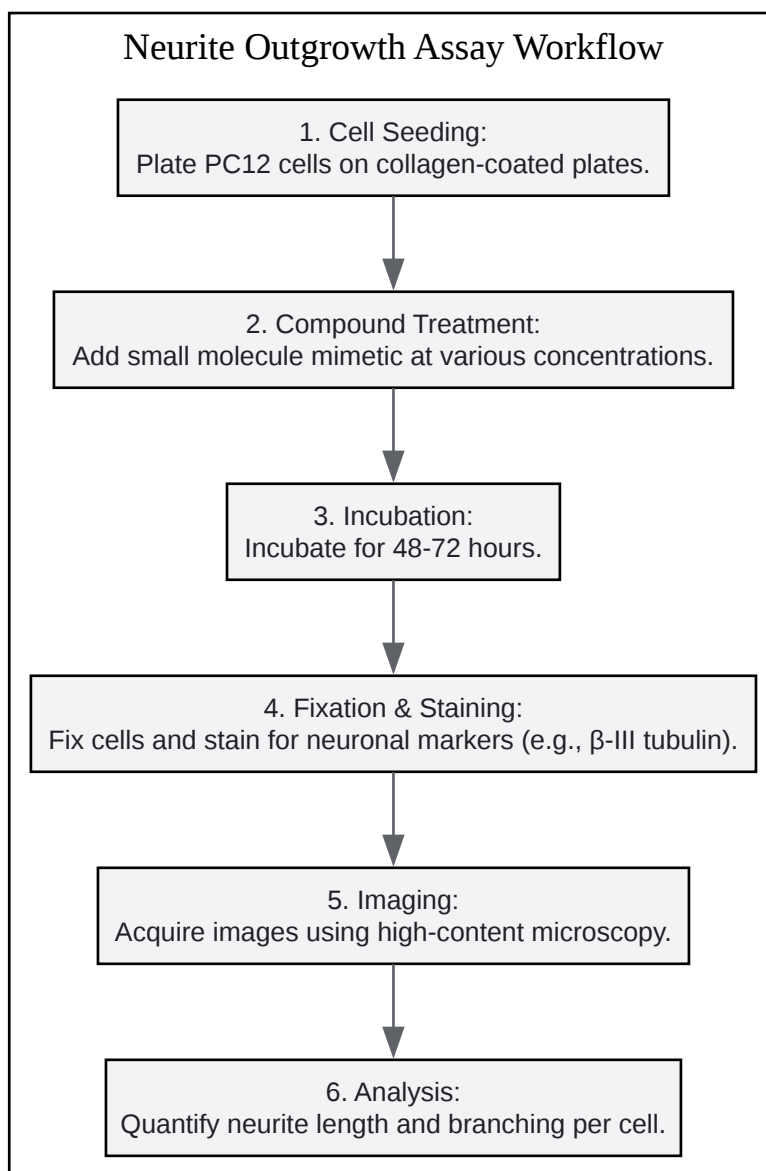 Neurite Outgrowth Assay Workflow
1. Cell Seeding:
Plate PC12 cells on collagen-coated plates.
2. Compound Treatment:
Add small molecule mimetic at various concentrations.
3. Incubation:
Incubate for 48-72 hours.
4. Fixation & Staining:
Fix cells and stain for neuronal markers (e.g., β-III tubulin).
5. Imaging:
Acquire images using high-content microscopy.
6. Analysis:
Quantify neurite length and branching per cell.